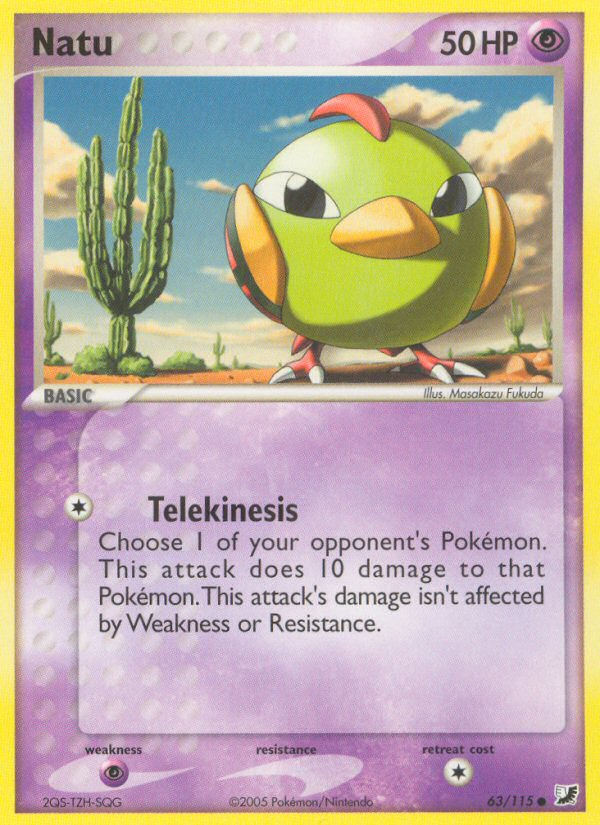 Natu 50 HP
BASIC Illus. Masakazu Fukuda
Telekinesis
Choose 1 of your opponent's Pokémon.
This attack does 10 damage to that
Pokémon. This attack's damage isn't affected
by Weakness or Resistance.
weakness resistance retreat cost
2QS-TZH-SQG ©2005 Pokémon/Nintendo 63/115